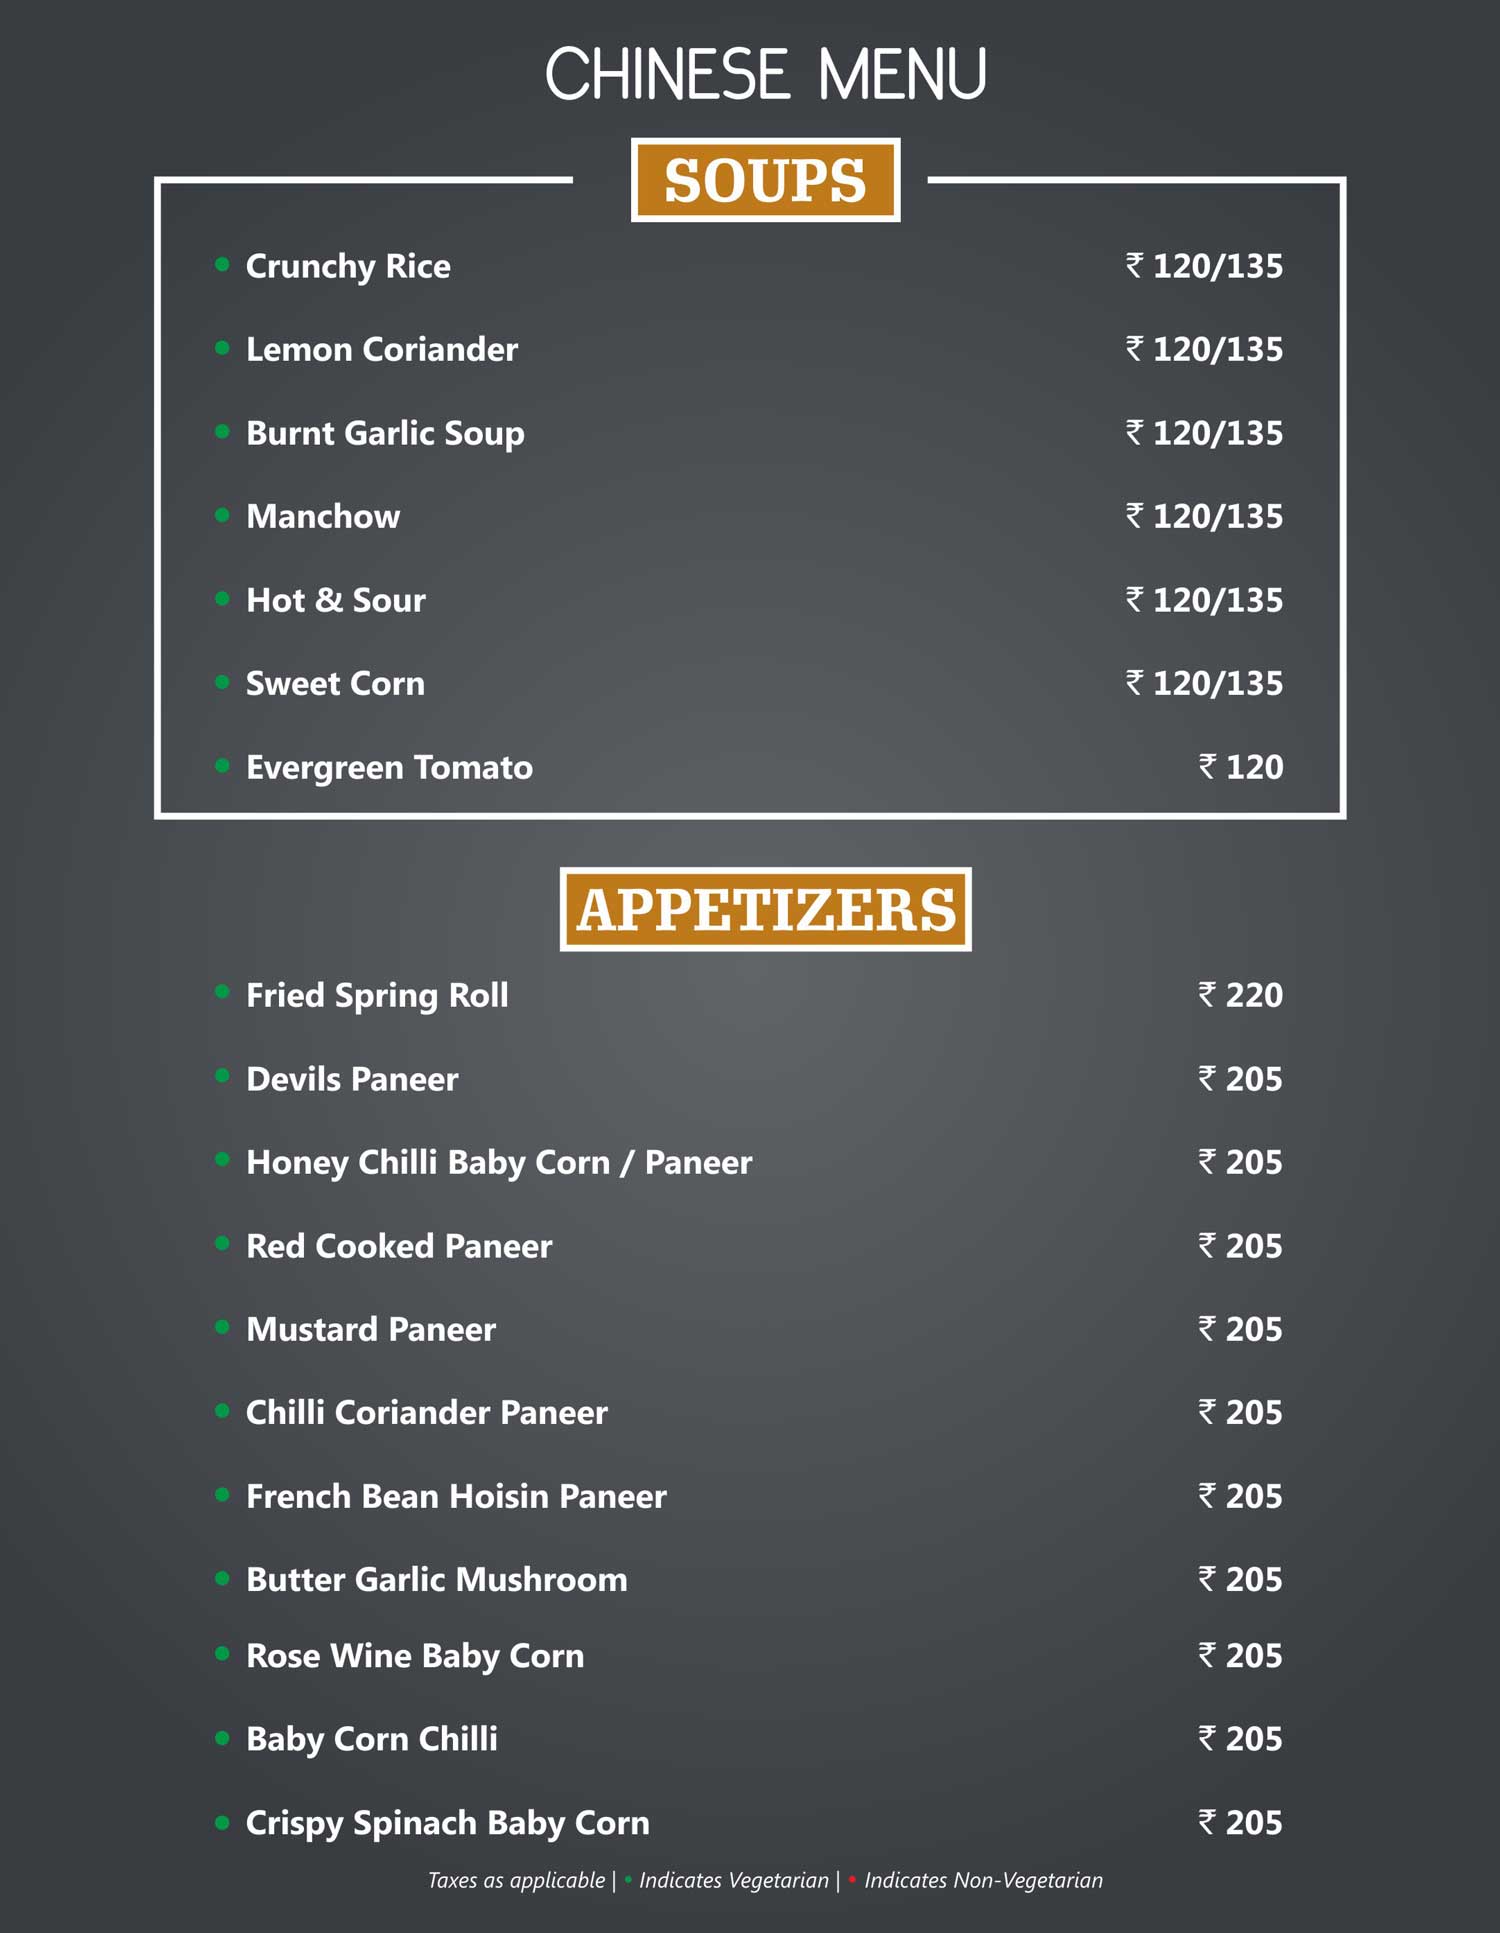 CHINESE MENU
SOUPS
• Crunchy Rice ₹ 120/135
• Lemon Coriander ₹ 120/135
• Burnt Garlic Soup ₹ 120/135
• Manchow ₹ 120/135
• Hot & Sour ₹ 120/135
• Sweet Corn ₹ 120/135
• Evergreen Tomato ₹ 120
APPETIZERS
• Fried Spring Roll ₹ 220
• Devils Paneer ₹ 205
• Honey Chilli Baby Corn / Paneer ₹ 205
• Red Cooked Paneer ₹ 205
• Mustard Paneer ₹ 205
• Chilli Coriander Paneer ₹ 205
• French Bean Hoisin Paneer ₹ 205
• Butter Garlic Mushroom ₹ 205
• Rose Wine Baby Corn ₹ 205
• Baby Corn Chilli ₹ 205
• Crispy Spinach Baby Corn ₹ 205
Taxes as applicable | • Indicates Vegetarian | • Indicates Non-Vegetarian